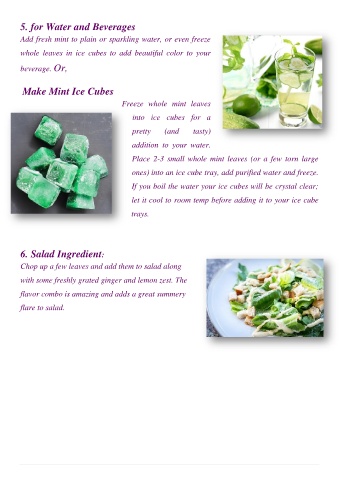 5. for Water and Beverages
Add fresh mint to plain or sparkling water, or even freeze
whole leaves in ice cubes to add beautiful color to your
beverage. Or,
Make Mint Ice Cubes
Freeze whole mint leaves
into ice cubes for a
pretty (and tasty)
addition to your water.
Place 2-3 small whole mint leaves (or a few torn large
ones) into an ice cube tray, add purified water and freeze.
If you boil the water your ice cubes will be crystal clear;
let it cool to room temp before adding it to your ice cube
trays.
6. Salad Ingredient:
Chop up a few leaves and add them to salad along
with some freshly grated ginger and lemon zest. The
flavor combo is amazing and adds a great summery
flare to salad.